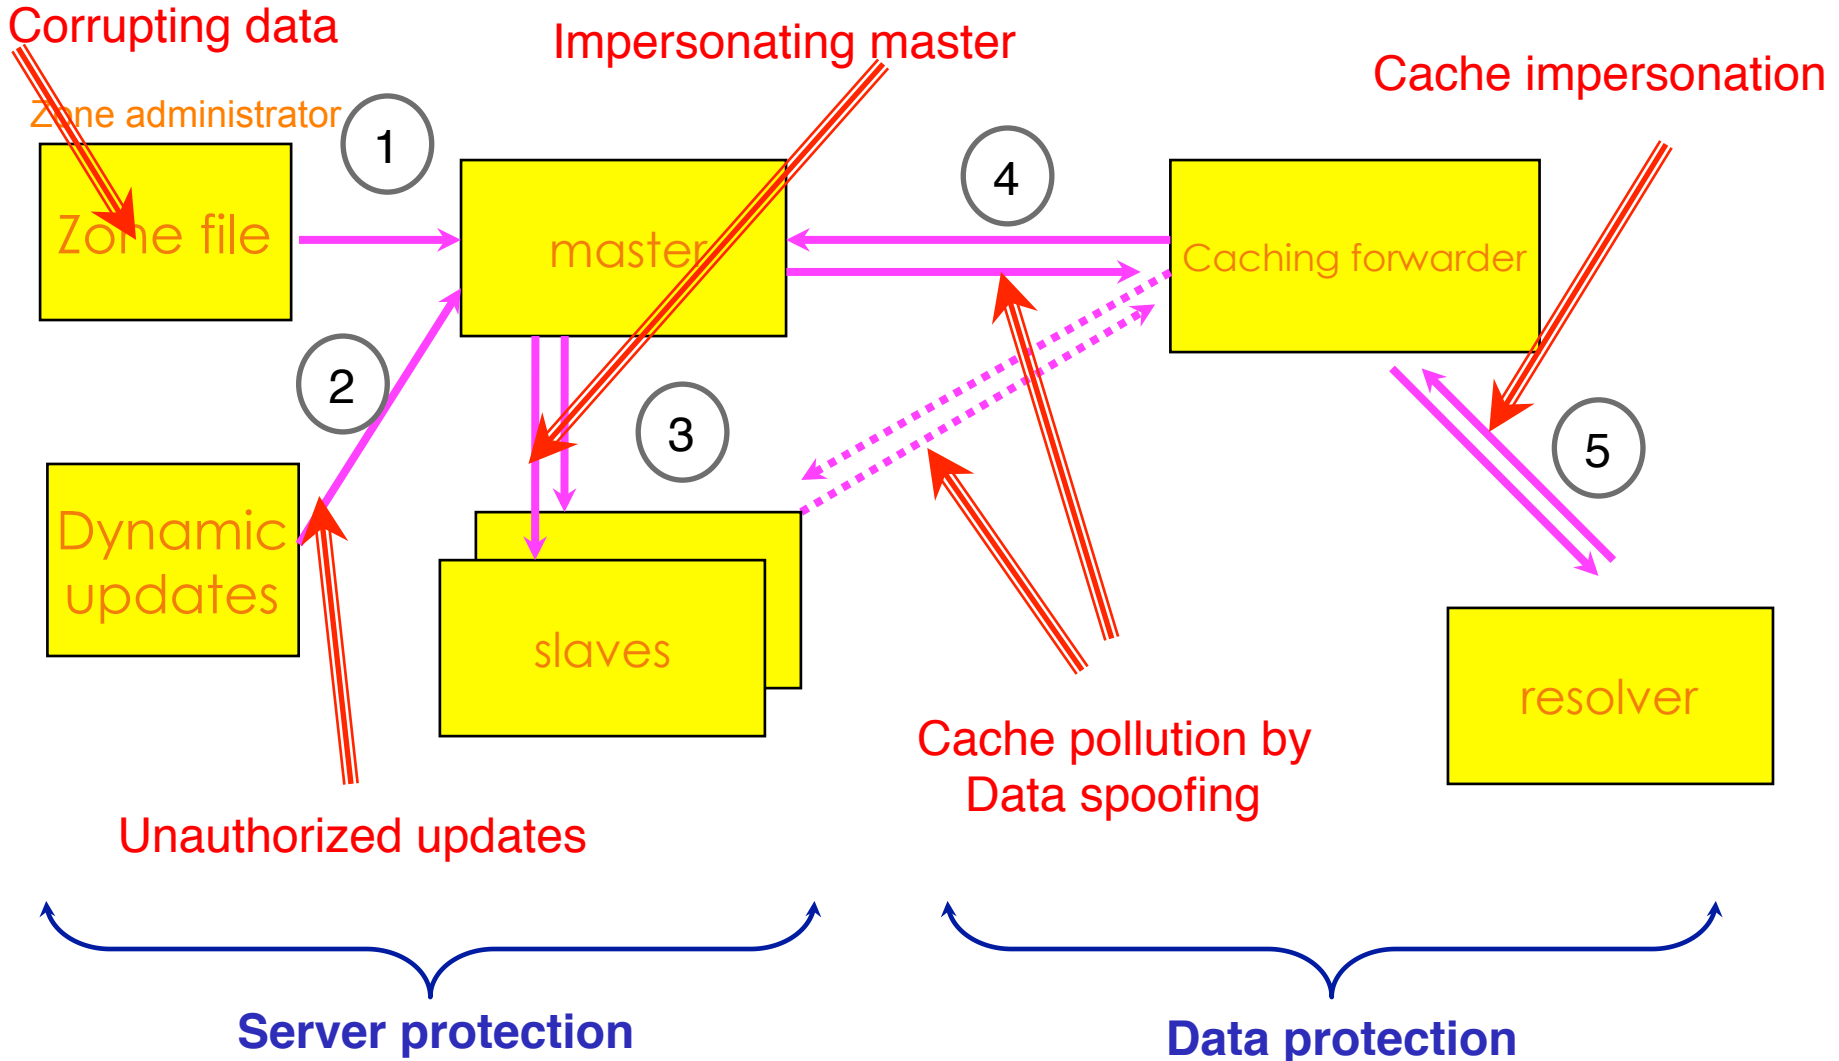 Corrupting data
Impersonating master
Cache impersonation
Zone administrator
1
4
Zone file
master
Caching forwarder
2
3
5
Dynamic
updates
slaves
resolver
Cache pollution by
Data spoofing
Unauthorized updates
Server protection
Data protection